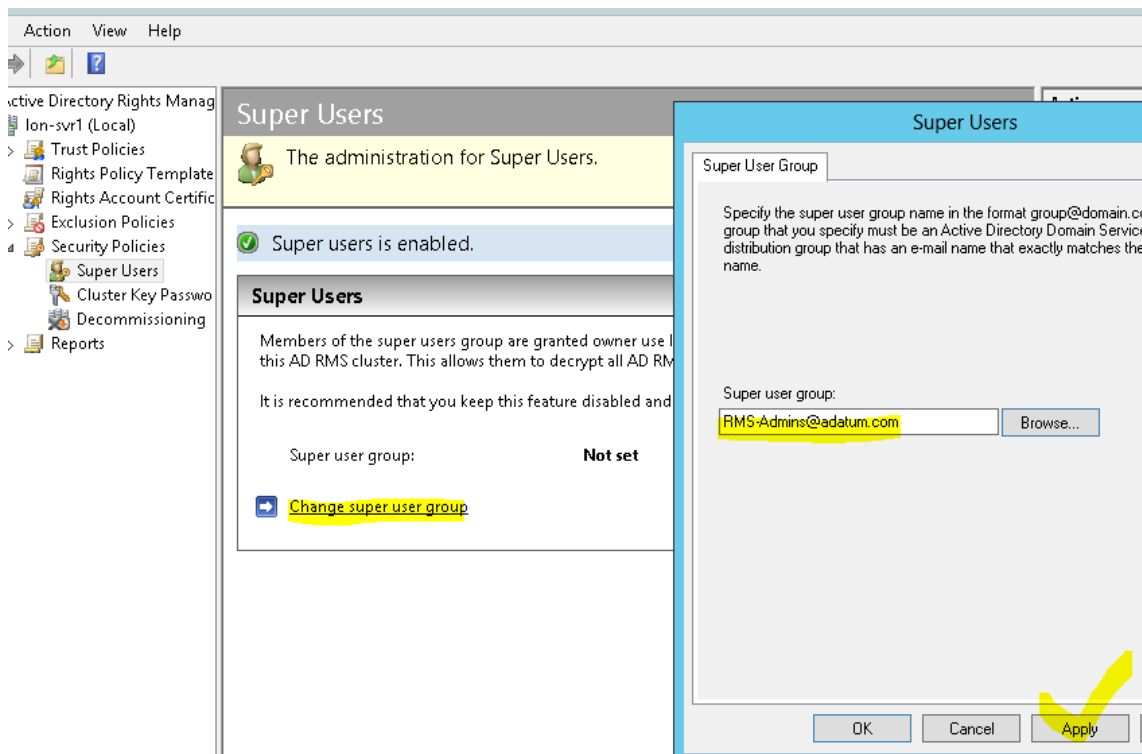 Action View Help
Active Directory Rights Manag
lon-svr1 (Local)
Trust Policies
Rights Policy Template
Rights Account Certific
Exclusion Policies
Security Policies
Super Users
Cluster Key Passwo
Decommissioning
Reports
Super Users
The administration for Super Users.
Super users is enabled.
Super Users
Members of the super users group are granted owner use l
this AD RMS cluster. This allows them to decrypt all AD RM
It is recommended that you keep this feature disabled and
Super user group: Not set
Change super user group
Super Users
Super User Group
Specify the super user group name in the format group@domain.co
group that you specify must be an Active Directory Domain Service
distribution group that has an e-mail name that exactly matches the
name.
Super user group:
RMS-Admins@adatum.com Browse...
OK Cancel Apply